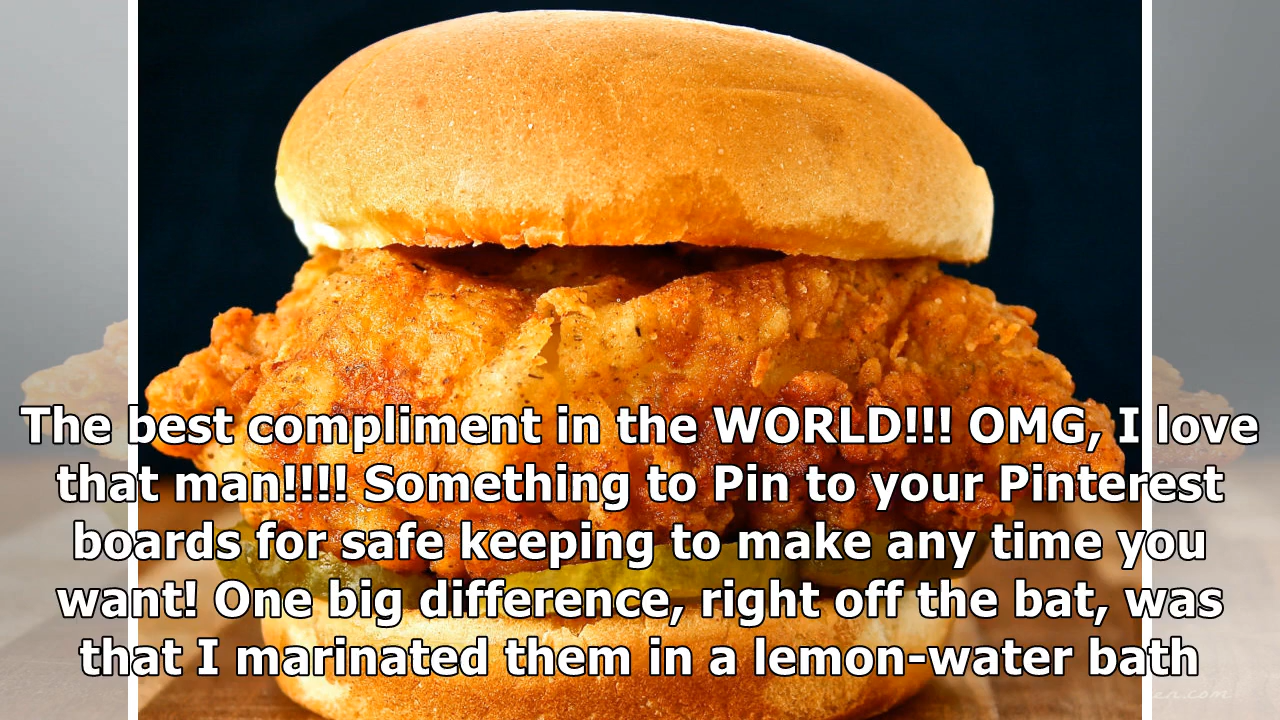 The best compliment in the WORLD!!! OMG, I love
that man!!!! Something to Pin to your Pinterest
boards for safe keeping to make any time you
want! One big difference, right off the bat, was
that I marinated them in a lemon-water bath